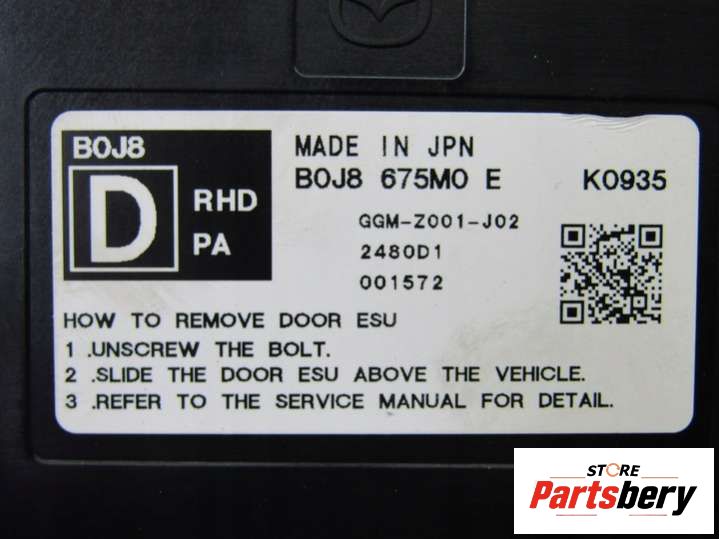 B0J8
D
RHD
PA
MADE IN JPN
B0J8 675M0 E
K0935
GGM-Z001-J02
2480D1
001572
HOW TO REMOVE DOOR ESU
1 .UNSCREW THE BOLT.
2 .SLIDE THE DOOR ESU ABOVE THE VEHICLE.
3 .REFER TO THE SERVICE MANUAL FOR DETAIL.
STORE
Partsbery